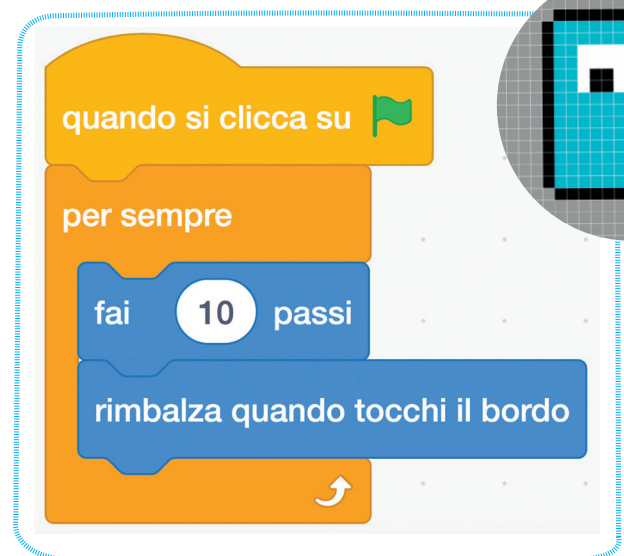 quando si clicca su
per sempre
fai 10 passi
rimbalza quando tocchi il bordo